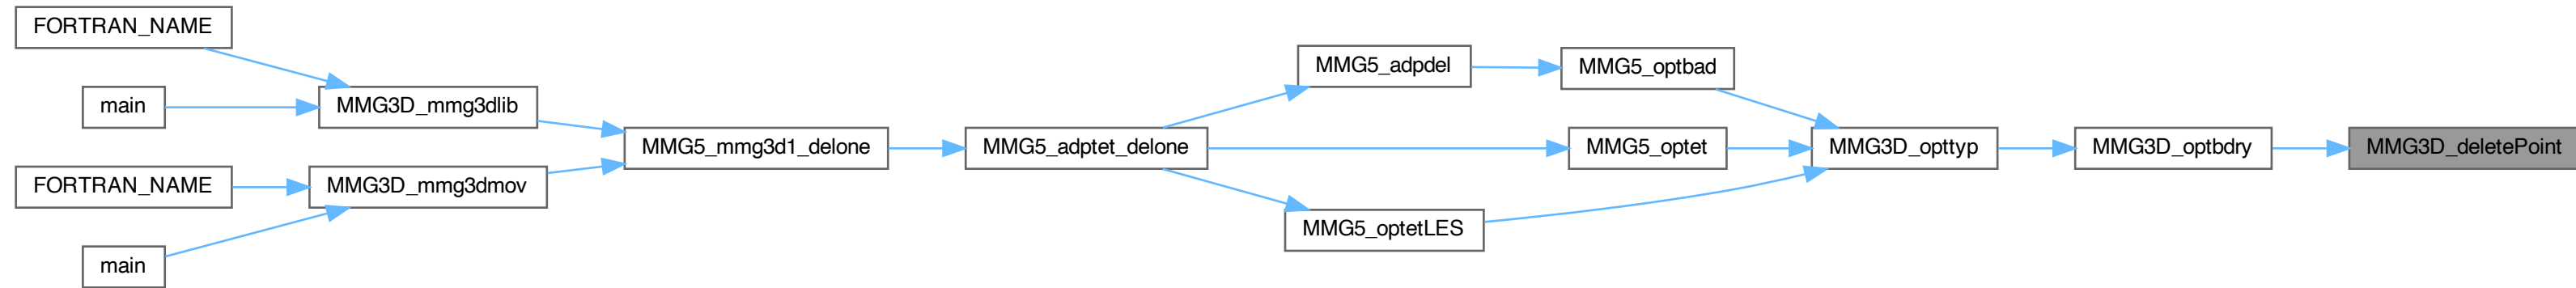 FORTRAN_NAME
main
MMG3D_mmg3dlib
FORTRAN_NAME
main
MMG3D_mmg3dmov
MMG5_mmg3d1_delone
MMG5_adptet_delone
MMG5_adpdel
MMG5_optbad
MMG5_optet
MMG5_optetLES
MMG3D_opttyp
MMG3D_optbdry
MMG3D_deletePoint